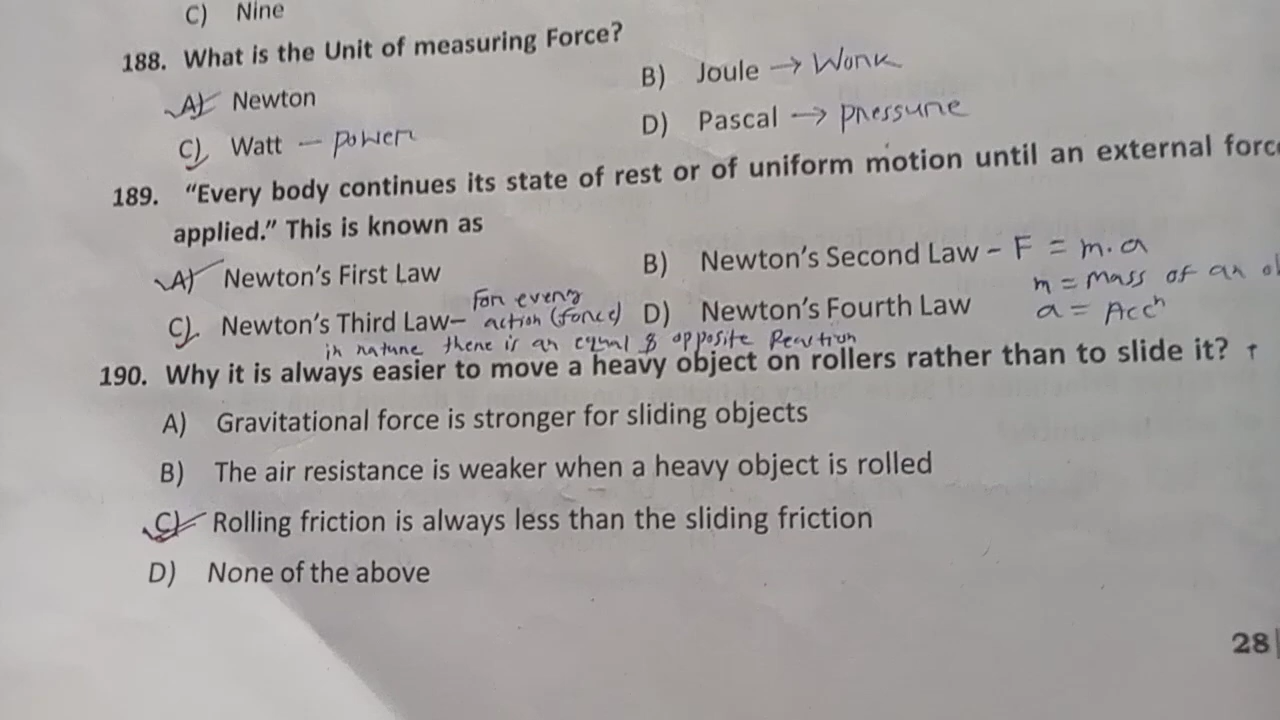 C) Nine
188. What is the Unit of measuring Force?
A) Newton
B) Joule → Work
C) Watt - power
D) Pascal → pressure
189. "Every body continues its state of rest or of uniform motion until an external force
applied." This is known as
A) Newton's First Law
B) Newton's Second Law - F = m.a
m = mass of an
a = Accⁿ
C) Newton's Third Law- For every
action (force)
in nature there is an equal & opposite Reaction
D) Newton's Fourth Law
190. Why it is always easier to move a heavy object on rollers rather than to slide it? ↑
A) Gravitational force is stronger for sliding objects
B) The air resistance is weaker when a heavy object is rolled
C) Rolling friction is always less than the sliding friction
D) None of the above
28